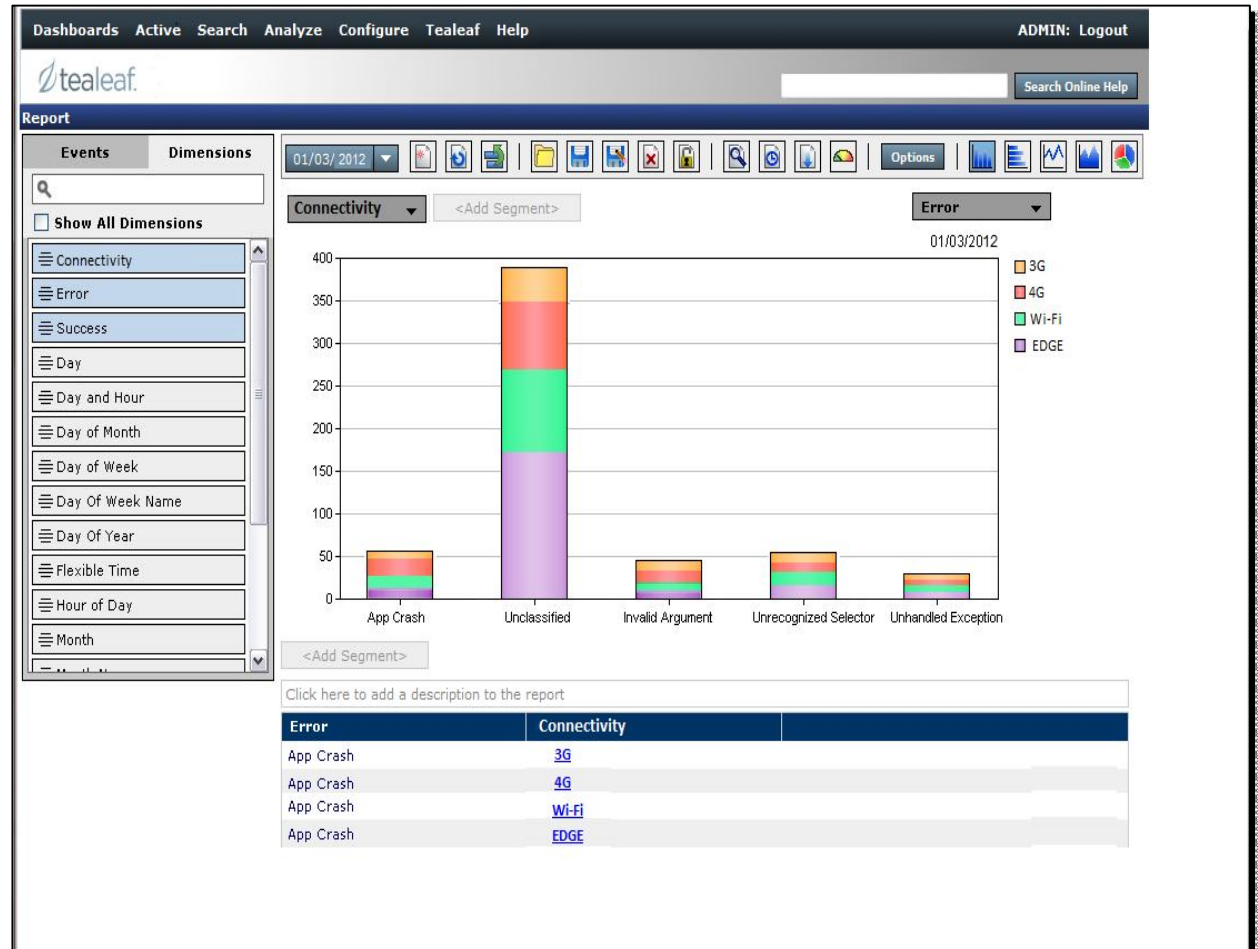 Dashboards Active Search Analyze Configure Tealeaf Help ADMIN: Logout
tealeaf.
Search Online Help
Report
Events Dimensions
01/03/2012 Options
Show All Dimensions
Connectivity
Error
Success
Day
Day and Hour
Day of Month
Day of Week
Day Of Week Name
Day Of Year
Flexible Time
Hour of Day
Month
Connectivity <Add Segment> Error
01/03/2012
400
350
300
250
200
150
100
50
0
App Crash Unclassified Invalid Argument Unrecognized Selector Unhandled Exception
3G
4G
Wi-Fi
EDGE
<Add Segment>
Click here to add a description to the report
Error Connectivity
App Crash 3G
App Crash 4G
App Crash Wi-Fi
App Crash EDGE